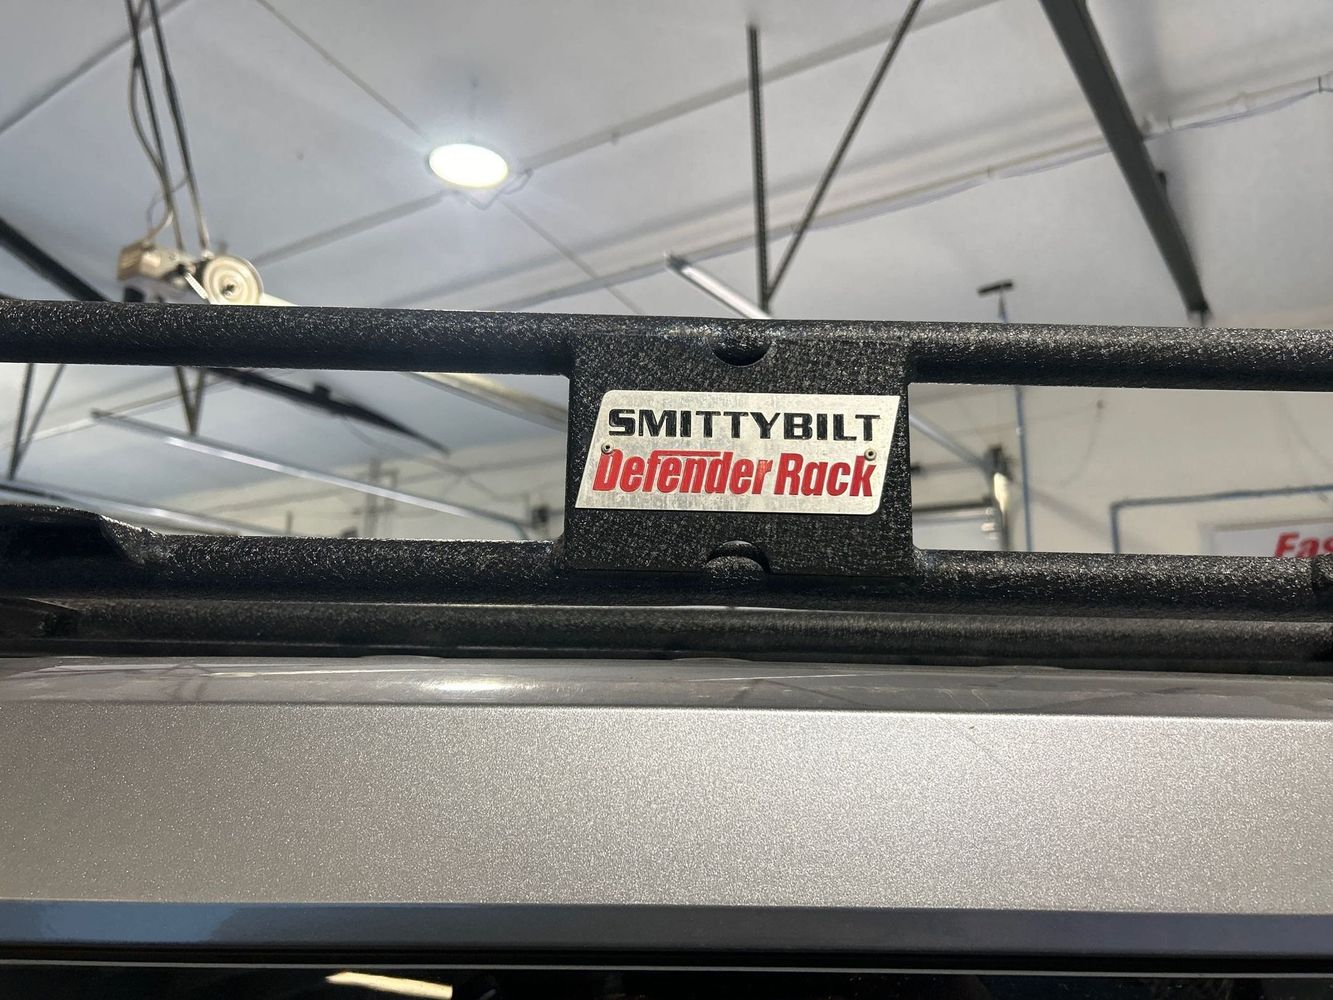 SMITTYBILT
Defender Rack